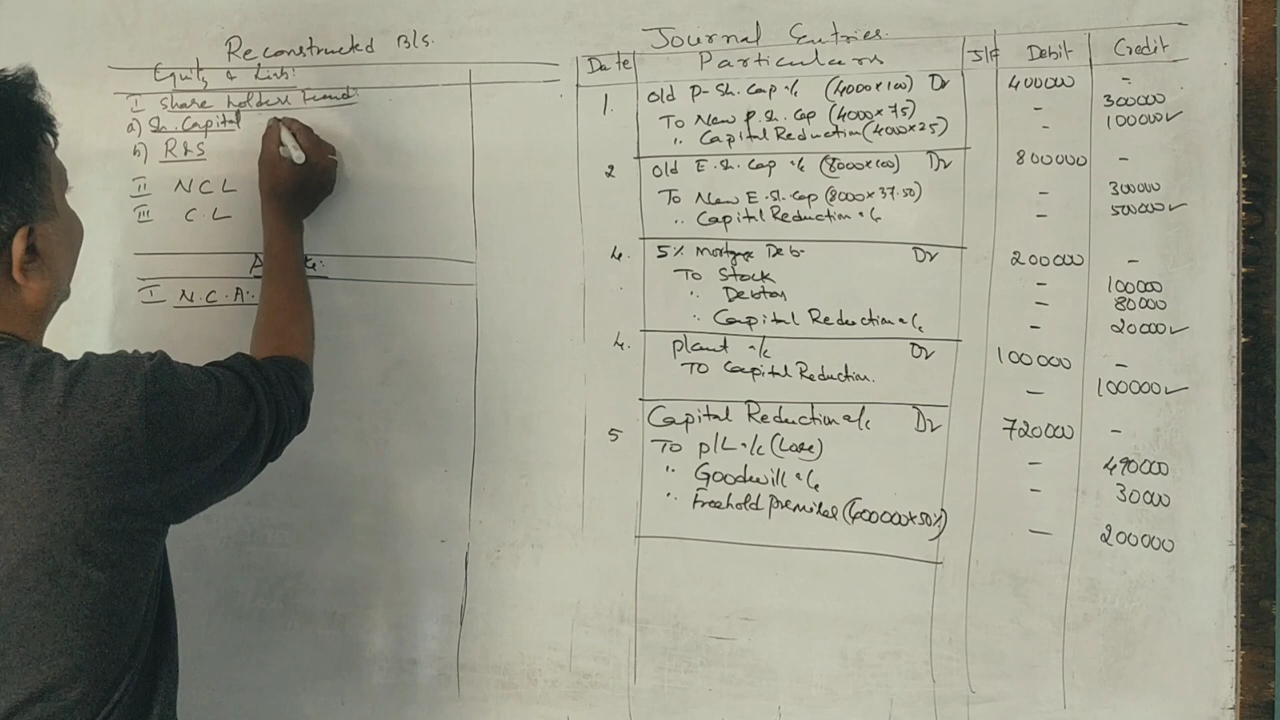 Reconstructed B/s.
Equity & Liab:
I Share holders Fund:
a) Sh. Capital
b) R&S
II N C L
III C.L
I N.C.A:-
Journal Entries.
Date Particulars J/F Debit Credit
1. Old P-Sh. Cap a/c (4000×100) Dr 400000 -
To New P. Sh. Cap (4000×75) - 300000
" Capital Reduction (4000×25) - 100000✓
2 Old E. Sh. Cap a/c (8000×100) Dr 800000 -
To New E. Sh. Cap (8000×37.50) - 300000
" Capital Reduction a/c - 500000✓
4. 5% Mortgage Deb- Dr 200000 -
To Stock - 100000
" Debtors - 80000
" Capital Reduction a/c - 20000✓
4. Plant a/c Dr 100000 -
To Capital Reduction. - 100000✓
5 Capital Reduction a/c Dr 720000 -
To P/L a/c (Loss) - 490000
" Goodwill a/c - 30000
" Freehold Premises (400000×50%) - 200000